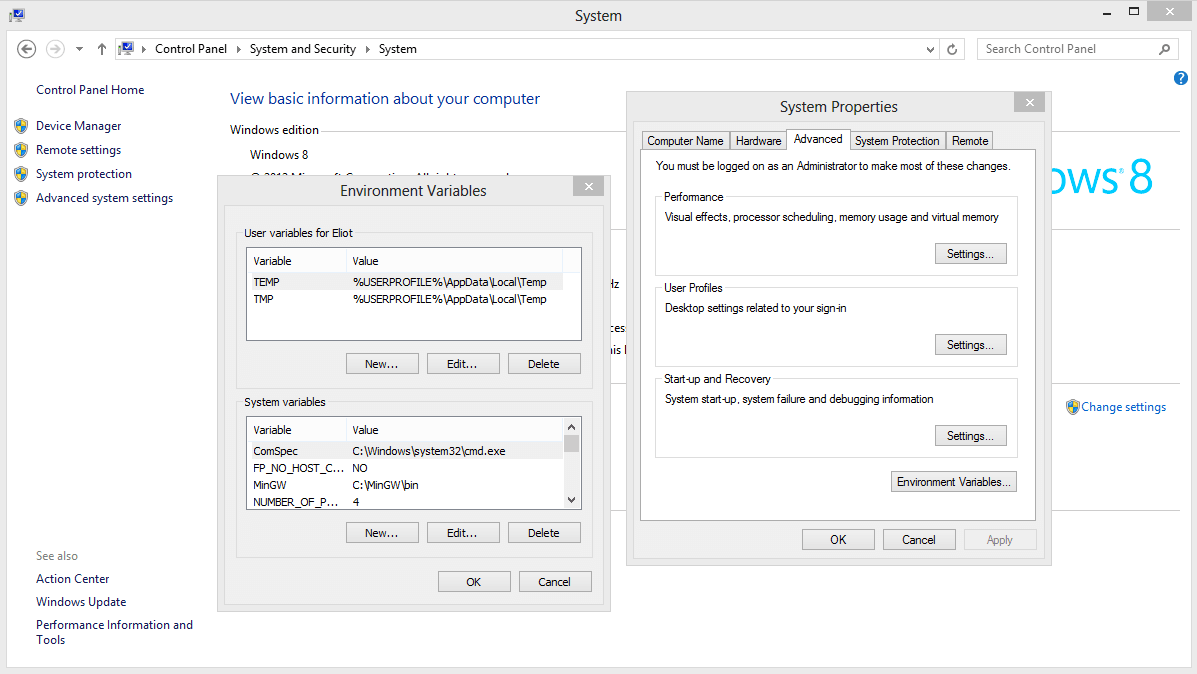 System
Control Panel System and Security System
Search Control Panel
Control Panel Home
Device Manager
Remote settings
System protection
Advanced system settings
See also
Action Center
Windows Update
Performance Information and
Tools
View basic information about your computer
Windows edition
Windows 8
ows 8
Hz
Change settings
Environment Variables
User variables for Eliot
Variable Value
TEMP %USERPROFILE%\AppData\Local\Temp
TMP %USERPROFILE%\AppData\Local\Temp
New... Edit... Delete
System variables
Variable Value
ComSpec C:\Windows\system32\cmd.exe
FP_NO_HOST_C... NO
MinGW C:\MinGW\bin
NUMBER_OF_P... 4
New... Edit... Delete
OK Cancel
System Properties
Computer Name Hardware Advanced System Protection Remote
You must be logged on as an Administrator to make most of these changes.
Performance
Visual effects, processor scheduling, memory usage and virtual memory
Settings...
User Profiles
Desktop settings related to your sign-in
Settings...
Start-up and Recovery
System start-up, system failure and debugging information
Settings...
Environment Variables...
OK Cancel Apply